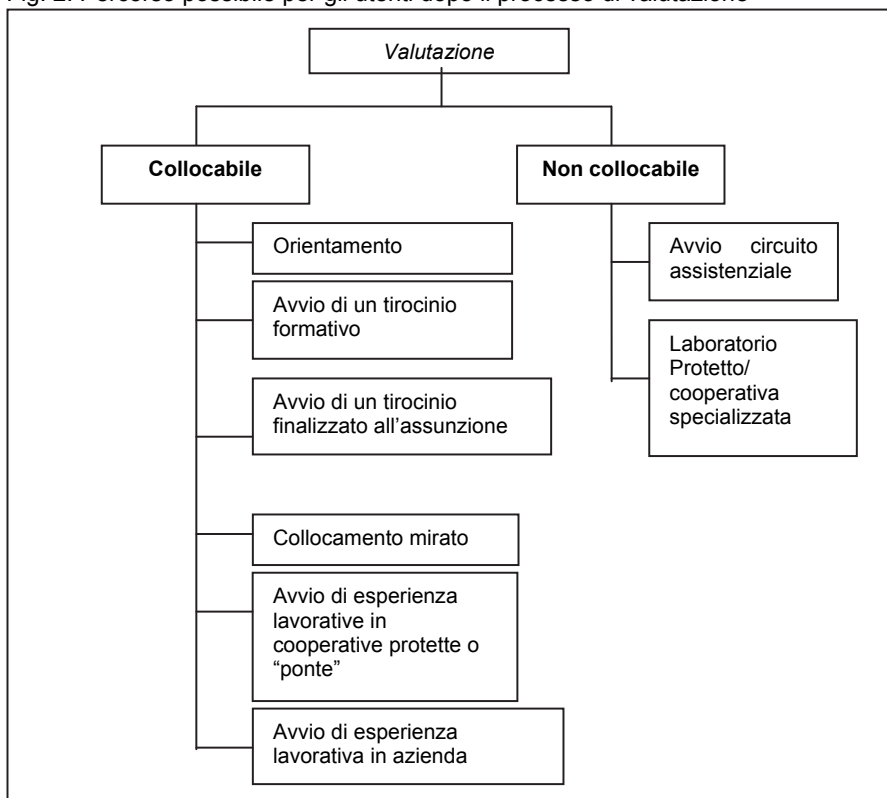 Fig. 2. Percorso possibile per gli utenti dopo il processo di valutazione
Valutazione
Collocabile
Orientamento
Avvio di un tirocinio
formativo
Avvio di un tirocinio
finalizzato all’assunzione
Collocamento mirato
Avvio di esperienza
lavorative in
cooperative protette o
“ponte”
Avvio di esperienza
lavorativa in azienda
Non collocabile
Avvio circuito
assistenziale
Laboratorio
Protetto/
cooperativa
specializzata